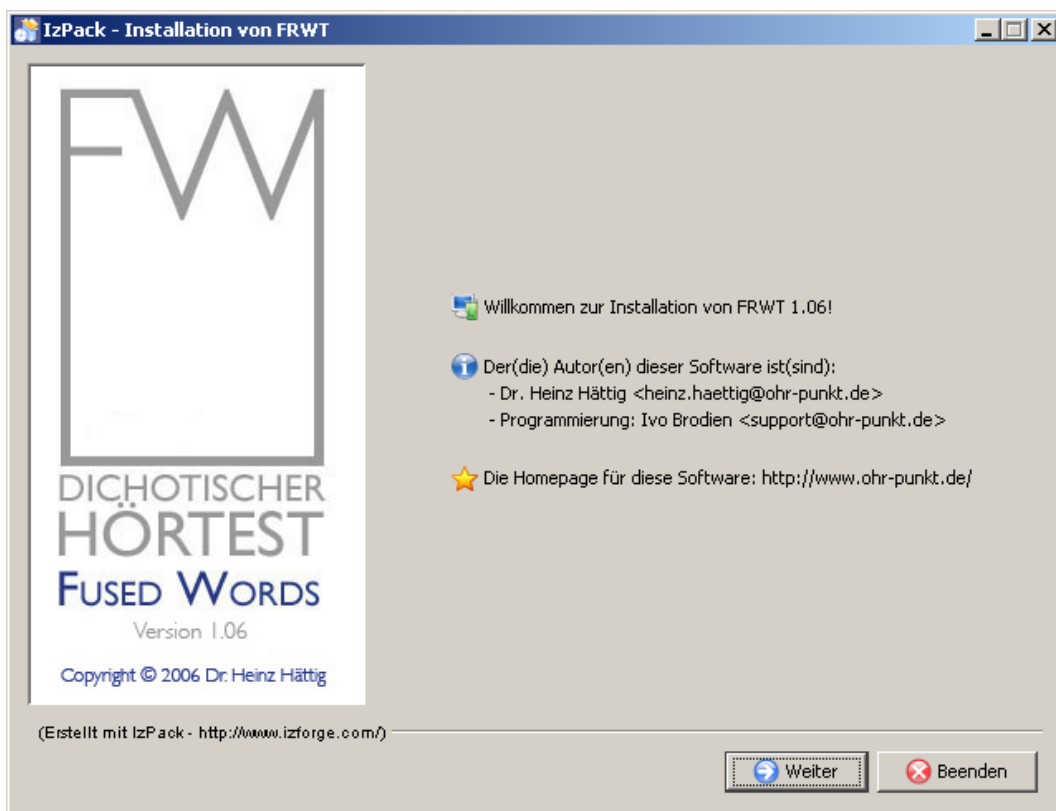 IzPack - Installation von FRWT
FW
DICHOTISCHER
HÖRTEST
FUSED WORDS
Version 1.06
Copyright © 2006 Dr. Heinz Hättig
Willkommen zur Installation von FRWT 1.06!
Der(die) Autor(en) dieser Software ist(sind):
- Dr. Heinz Hättig <heinz.haettig@ohr-punkt.de>
- Programmierung: Ivo Brodien <support@ohr-punkt.de>
Die Homepage für diese Software: http://www.ohr-punkt.de/
(Erstellt mit IzPack - http://www.izforge.com/)
Weiter
Beenden